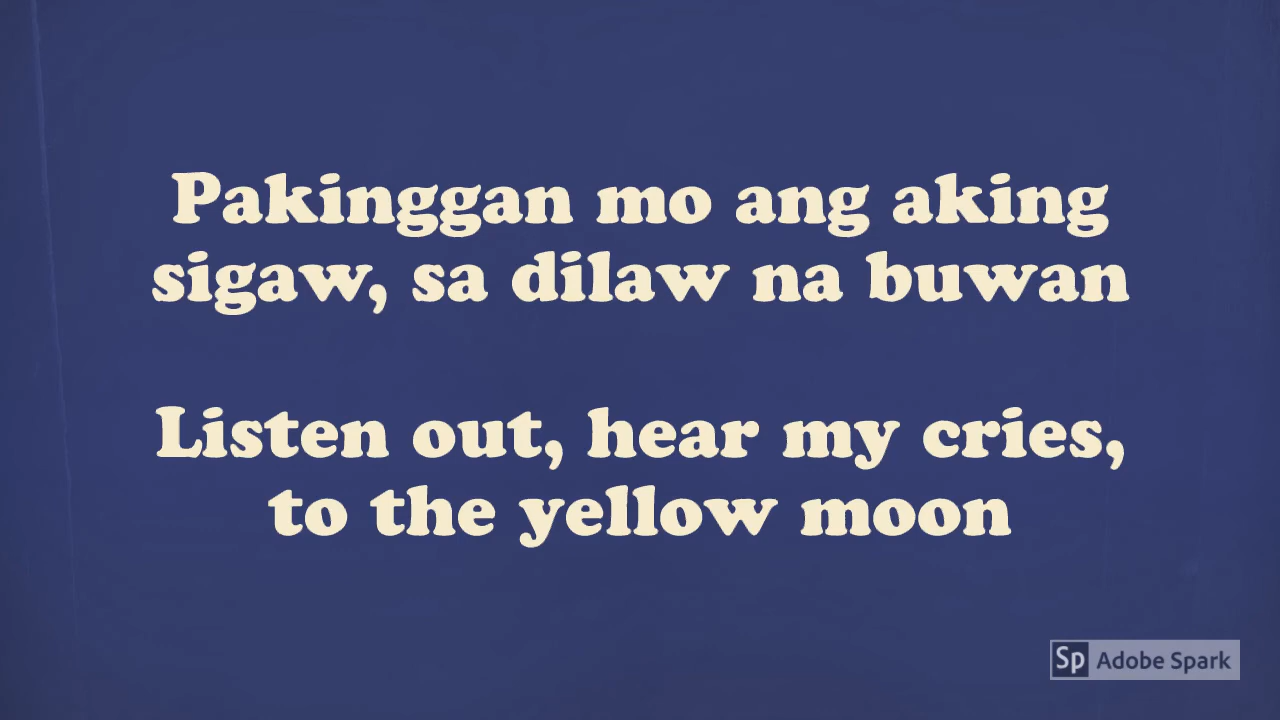 Pakinggan mo ang aking
sigaw, sa dilaw na buwan
Listen out, hear my cries,
to the yellow moon
Sp Adobe Spark